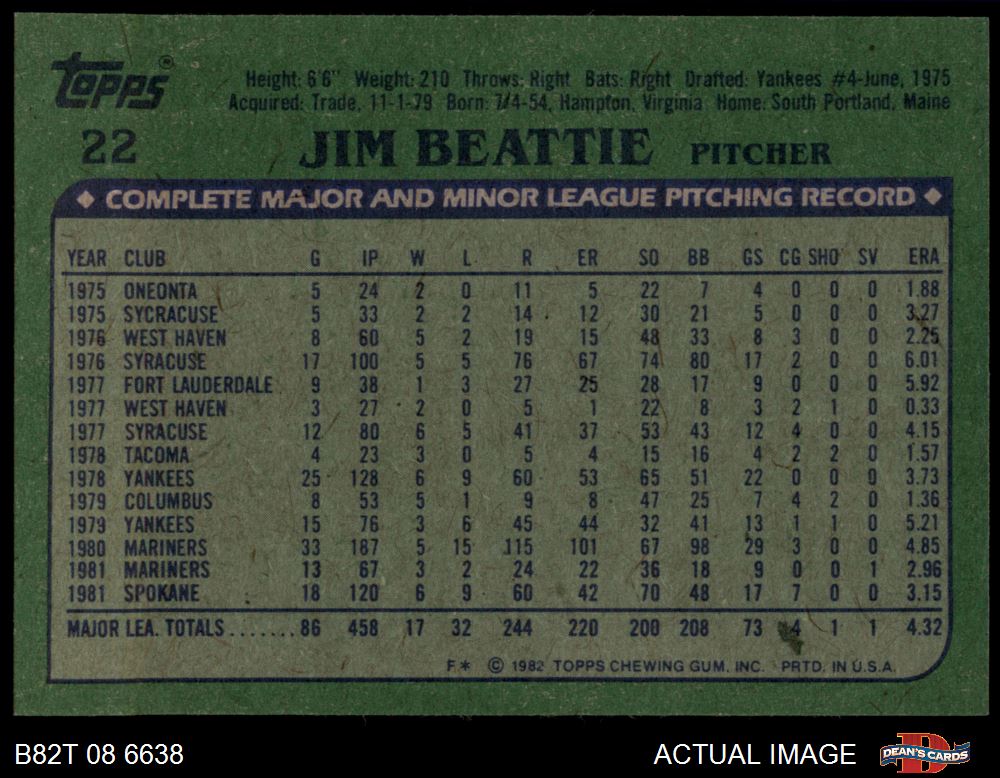 Topps®
Height: 6'6" Weight: 210 Throws: Right Bats: Right Drafted: Yankees #4-June, 1975
Acquired: Trade, 11-1-79 Born: 7/4-54, Hampton, Virginia Home: South Portland, Maine
22 JIM BEATTIE PITCHER
◆ COMPLETE MAJOR AND MINOR LEAGUE PITCHING RECORD ◆
YEAR CLUB G IP W L R ER SO BB GS CG SHO SV ERA
1975 ONEONTA 5 24 2 0 11 5 22 7 4 0 0 0 1.88
1975 SYCRACUSE 5 33 2 2 14 12 30 21 5 0 0 0 3.27
1976 WEST HAVEN 8 60 5 2 19 15 48 33 8 3 0 0 2.25
1976 SYRACUSE 17 100 5 5 76 67 74 80 17 2 0 0 6.01
1977 FORT LAUDERDALE 9 38 1 3 27 25 28 17 9 0 0 0 5.92
1977 WEST HAVEN 3 27 2 0 5 1 22 8 3 2 1 0 0.33
1977 SYRACUSE 12 80 6 5 41 37 53 43 12 4 0 0 4.15
1978 TACOMA 4 23 3 0 5 4 15 16 4 2 2 0 1.57
1978 YANKEES 25 128 6 9 60 53 65 51 22 0 0 0 3.73
1979 COLUMBUS 8 53 5 1 9 8 47 25 7 4 2 0 1.36
1979 YANKEES 15 76 3 6 45 44 32 41 13 1 1 0 5.21
1980 MARINERS 33 187 5 15 115 101 67 98 29 3 0 0 4.85
1981 MARINERS 13 67 3 2 24 22 36 18 9 0 0 1 2.96
1981 SPOKANE 18 120 6 9 60 42 70 48 17 7 0 0 3.15
MAJOR LEA. TOTALS.......86 458 17 32 244 220 200 208 73 4 1 1 4.32
F* © 1982 TOPPS CHEWING GUM, INC. PRTD. IN U.S.A.
B82T 08 6638 ACTUAL IMAGE DEAN'S CARDS